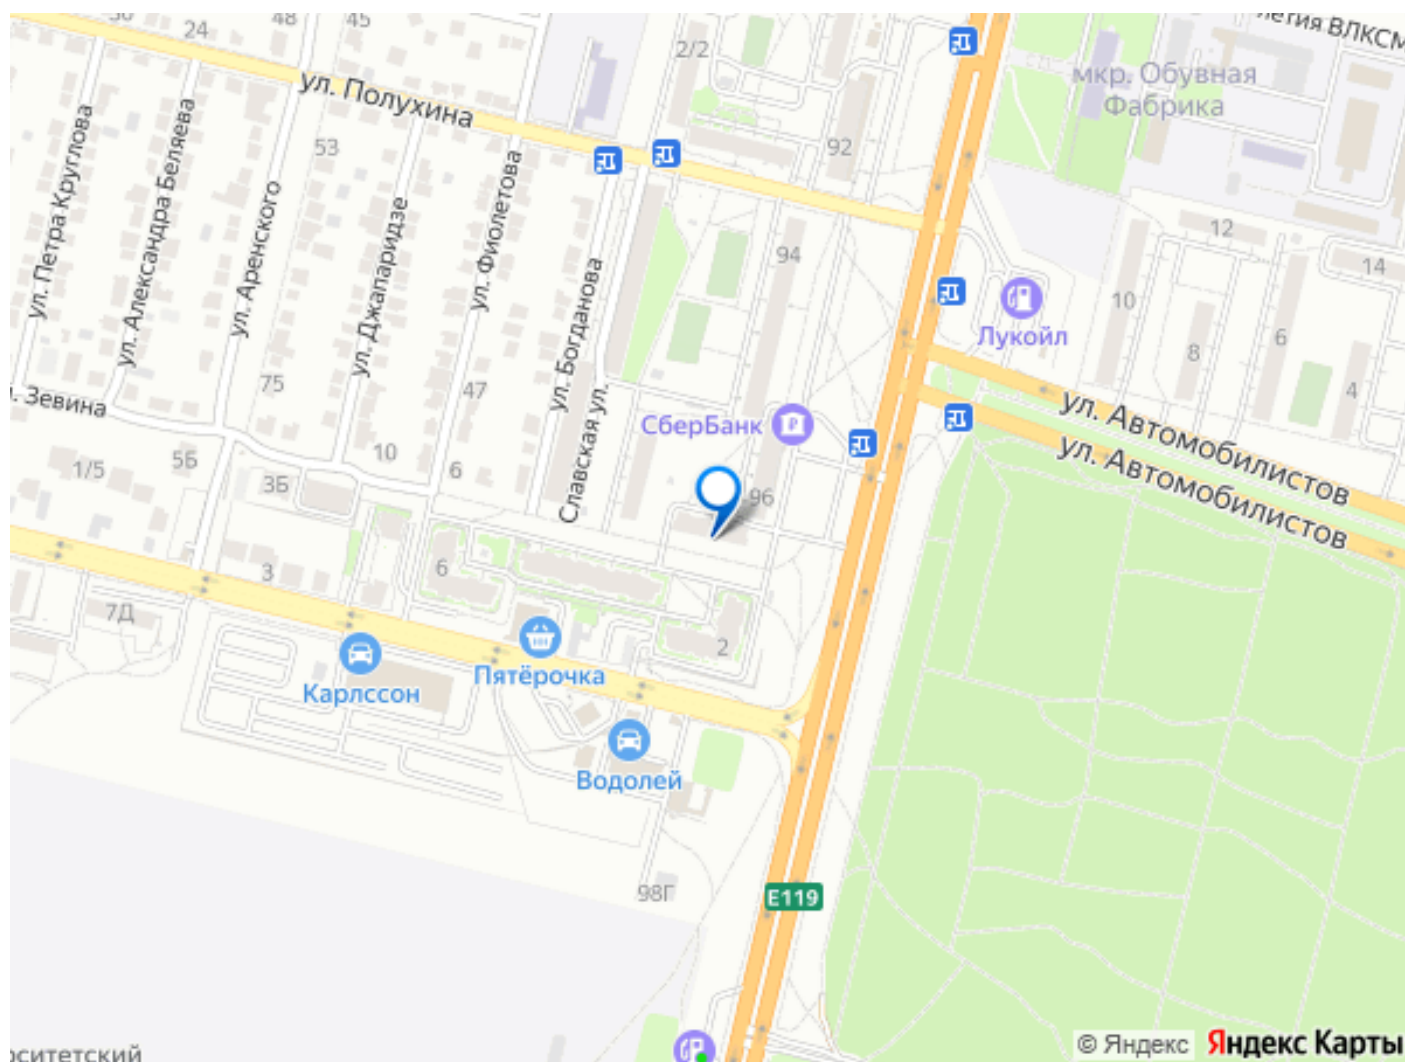 48
45
24
2/2
летия ВЛКСМ
мкр. Обувная
Фабрика
ул. Полухина
53
92
ул. Петра Круглова
ул. Александра Беляева
ул. Аренского
ул. Джапаридзе
ул. Фиолетова
ул. Богданова
Славская ул.
94
12
14
10
8
6
4
Лукойл
75
47
Зевина
СберБанк
ул. Автомобилистов
ул. Автомобилистов
1/5
5Б
10
6
3Б
96
3
6
7Д
2
Пятёрочка
Карлссон
Водолей
98Г
E119
рситетский
© Яндекс
Яндекс Карты